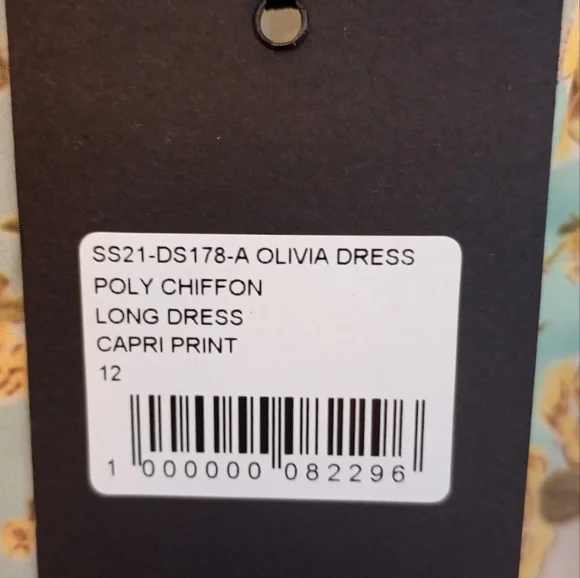 SS21-DS178-A OLIVIA DRESS
POLY CHIFFON
LONG DRESS
CAPRI PRINT
12
1 000000 082296